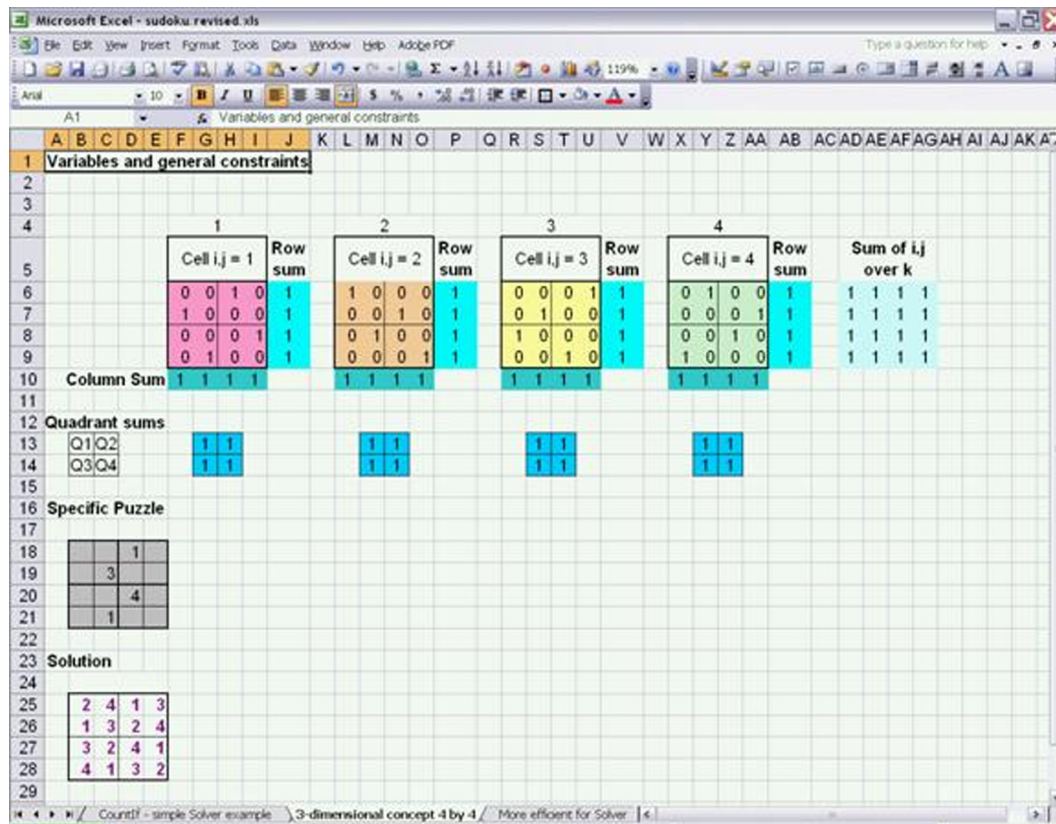 Microsoft Excel - sudoku revised.xls
File Edit View Insert Format Tools Data Window Help Adobe PDF Type a question for help
119%
Arial 10 B I U $ % ,
A1 fx Variables and general constraints
A B C D E F G H I J K L M N O P Q R S T U V W X Y Z AA AB AC AD AE AF AG AH AI AJ AK
1 Variables and general constraints
2
3
4 1 2 3 4
5 Cell i,j = 1 Row sum Cell i,j = 2 Row sum Cell i,j = 3 Row sum Cell i,j = 4 Row sum Sum of i,j over k
6 0 0 1 0 1 1 0 0 0 1 0 0 0 1 1 0 1 0 0 1 1 1 1 1
7 1 0 0 0 1 0 0 1 0 1 0 1 0 0 1 0 0 0 1 1 1 1 1 1
8 0 0 0 1 1 0 1 0 0 1 1 0 0 0 1 0 0 1 0 1 1 1 1 1
9 0 1 0 0 1 0 0 0 1 1 0 0 1 0 1 1 0 0 0 1 1 1 1 1
10 Column Sum 1 1 1 1 1 1 1 1 1 1 1 1 1 1 1 1
11
12 Quadrant sums
13 Q1 Q2 1 1 1 1 1 1 1 1
14 Q3 Q4 1 1 1 1 1 1 1 1
15
16 Specific Puzzle
17
18 1
19 3
20 4
21 1
22
23 Solution
24
25 2 4 1 3
26 1 3 2 4
27 3 2 4 1
28 4 1 3 2
29
CountIf - simple Solver example 3-dimensional concept 4 by 4 More efficient for Solver